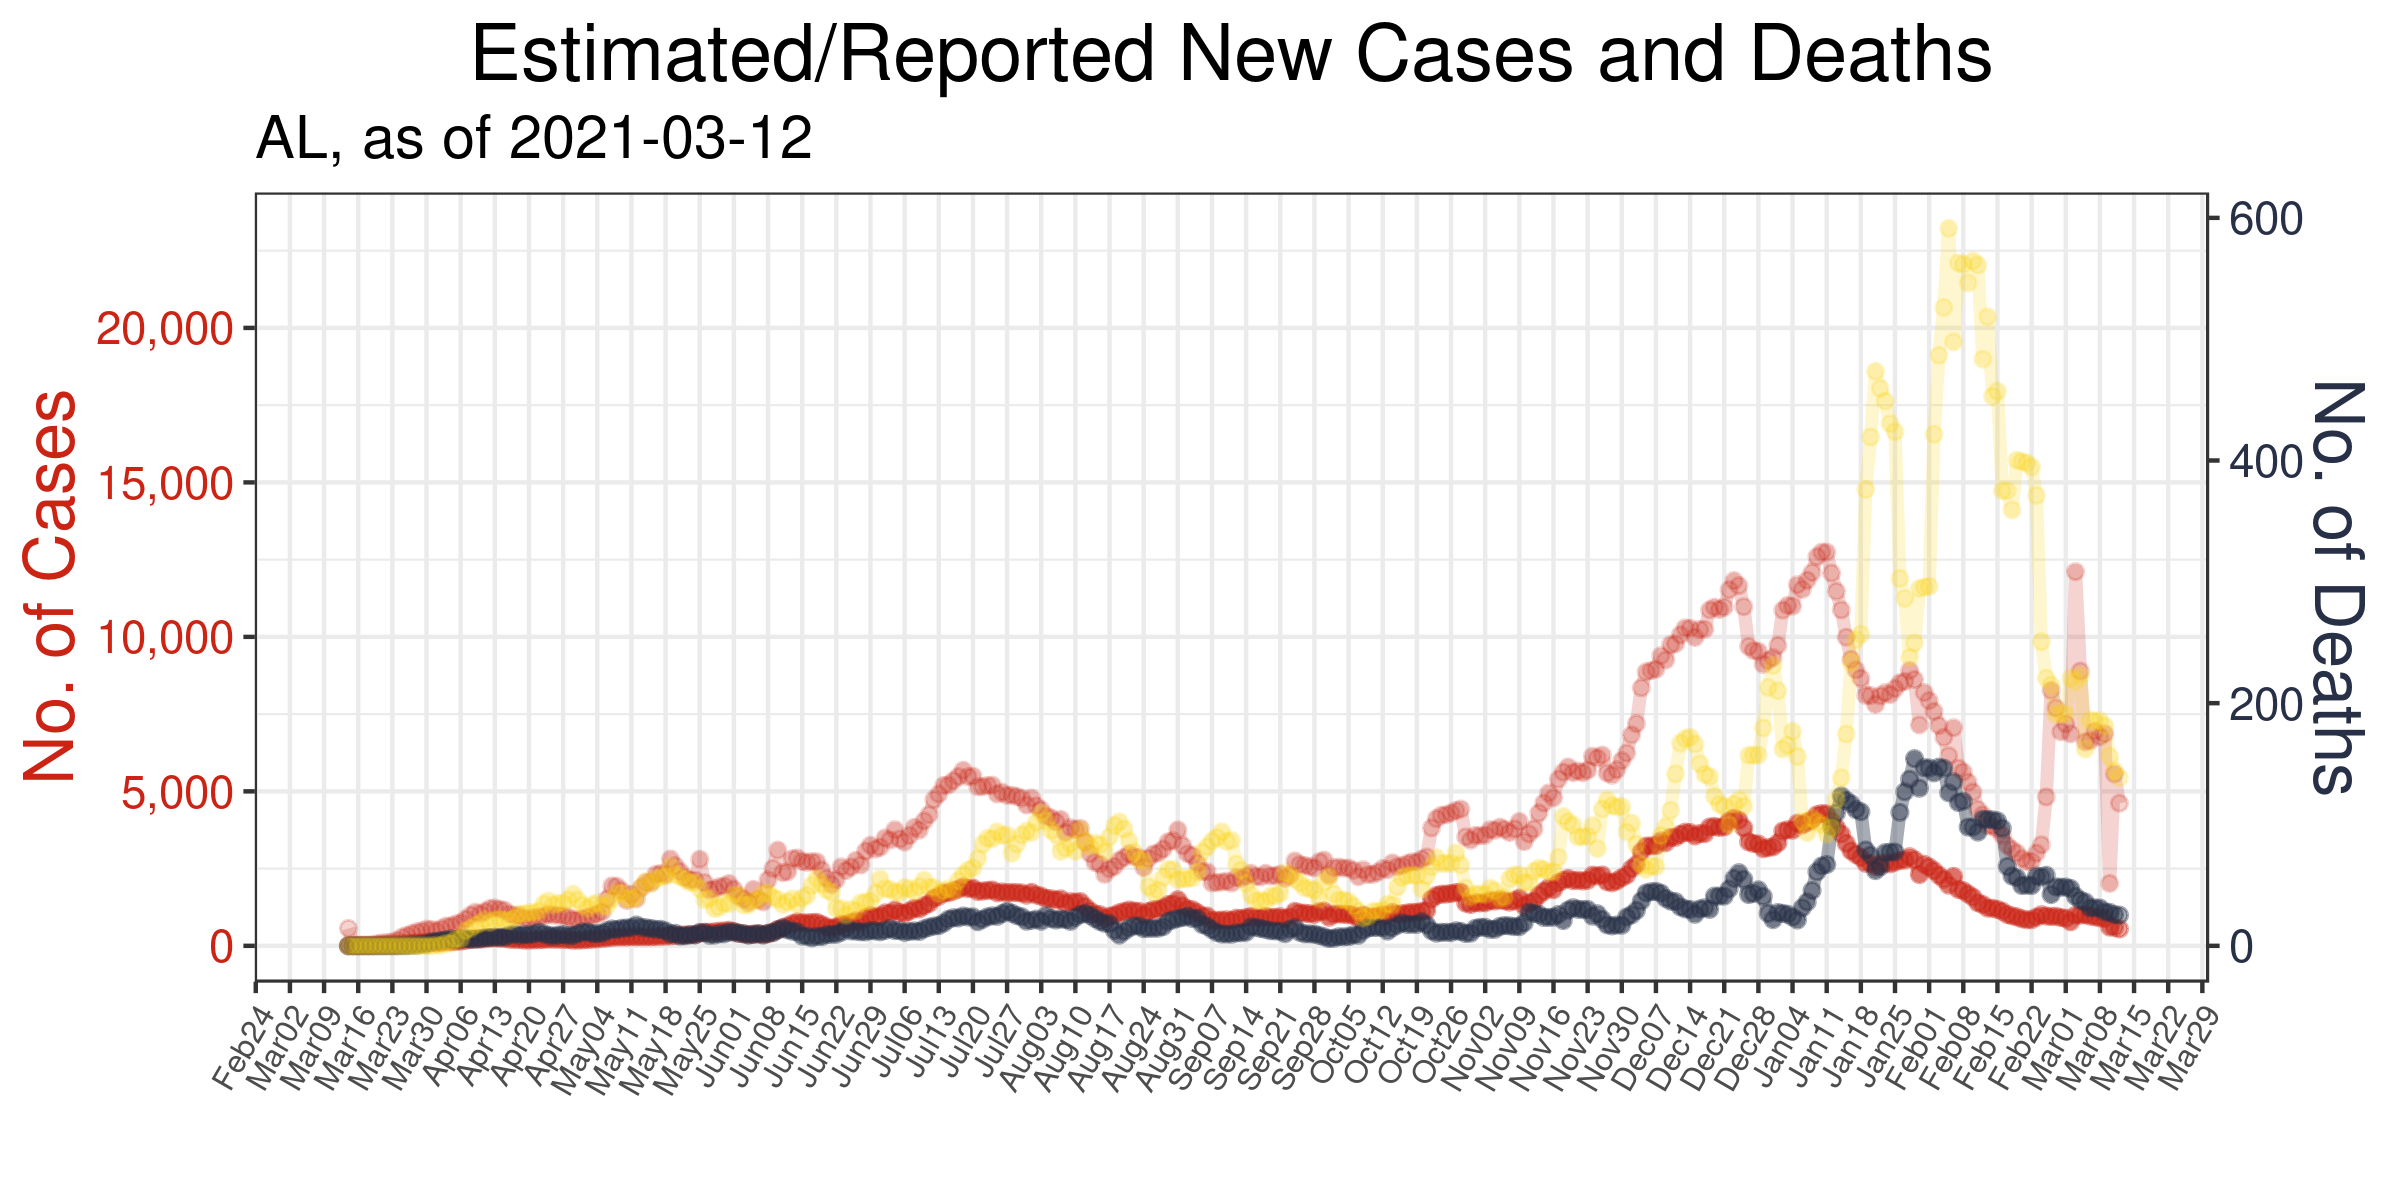 Estimated/Reported New Cases and Deaths
AL, as of 2021-03-12
No. of Cases
20,000
15,000
10,000
5,000
0
No. of Deaths
600
400
200
0
Feb24
Mar02
Mar09
Mar16
Mar23
Mar30
Apr06
Apr13
Apr20
Apr27
May04
May11
May18
May25
Jun01
Jun08
Jun15
Jun22
Jun29
Jul06
Jul13
Jul20
Jul27
Aug03
Aug10
Aug17
Aug24
Aug31
Sep07
Sep14
Sep21
Sep28
Oct05
Oct12
Oct19
Oct26
Nov02
Nov09
Nov16
Nov23
Nov30
Dec07
Dec14
Dec21
Dec28
Jan04
Jan11
Jan18
Jan25
Feb01
Feb08
Feb15
Feb22
Mar01
Mar08
Mar15
Mar22
Mar29